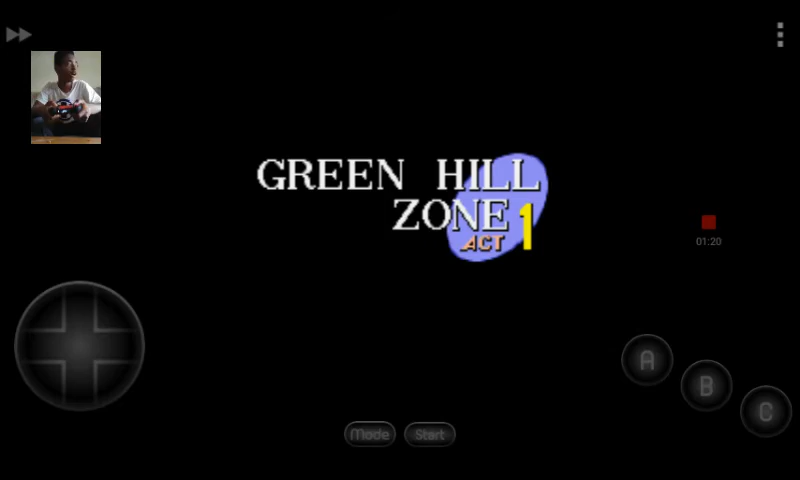 GREEN HILL
ZONE 1
ACT
01:20
A
B
C
Mode
Start